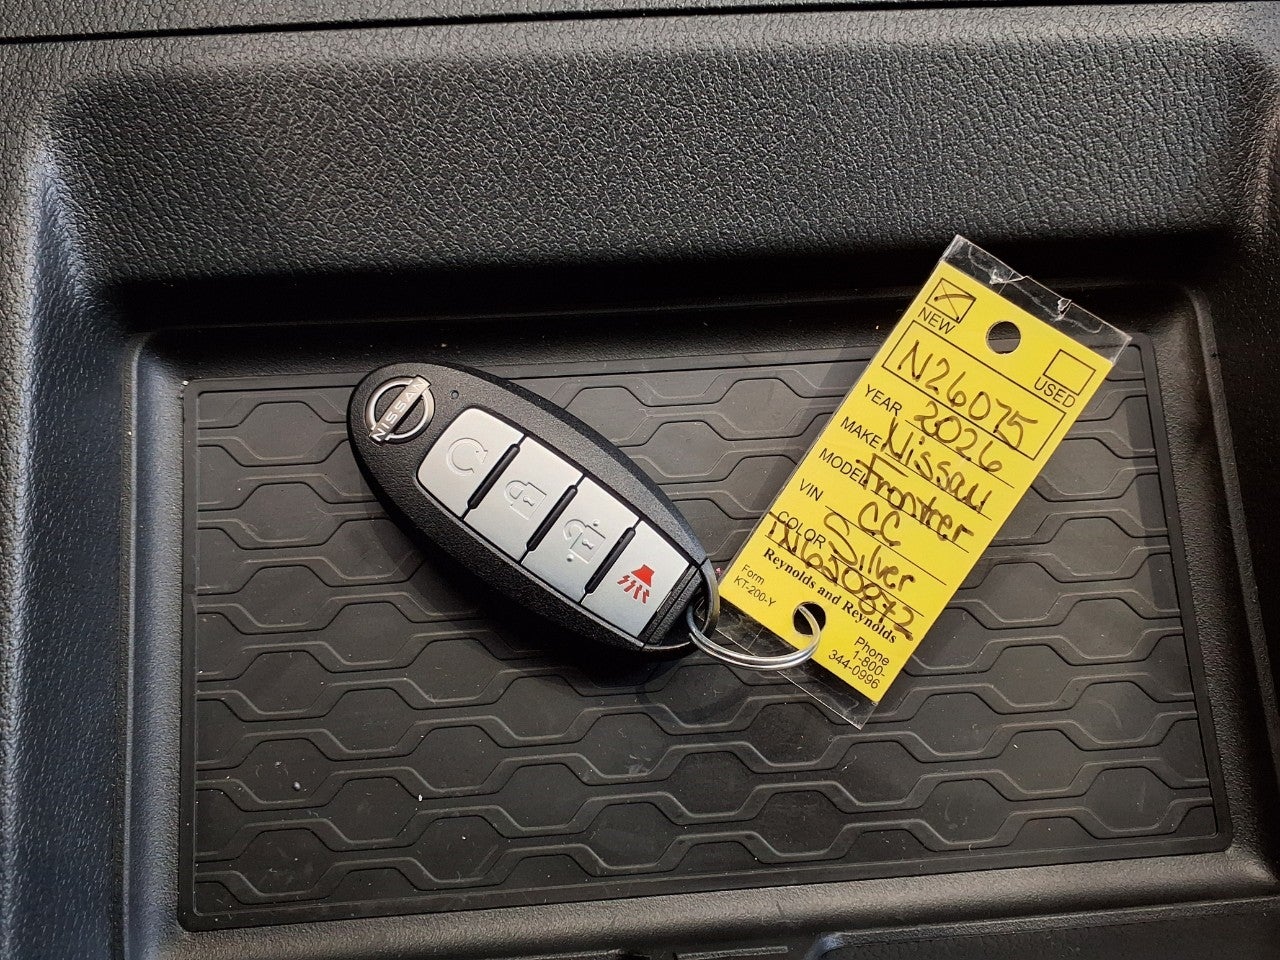 NISSAN
NEW
USED
N26075
YEAR 2026
MAKE Nissan
MODEL Frontier
VIN CC
COLOR Silver
TN650872
Reynolds and Reynolds
Form
KT-200-Y
Phone
1-800-
344-0996